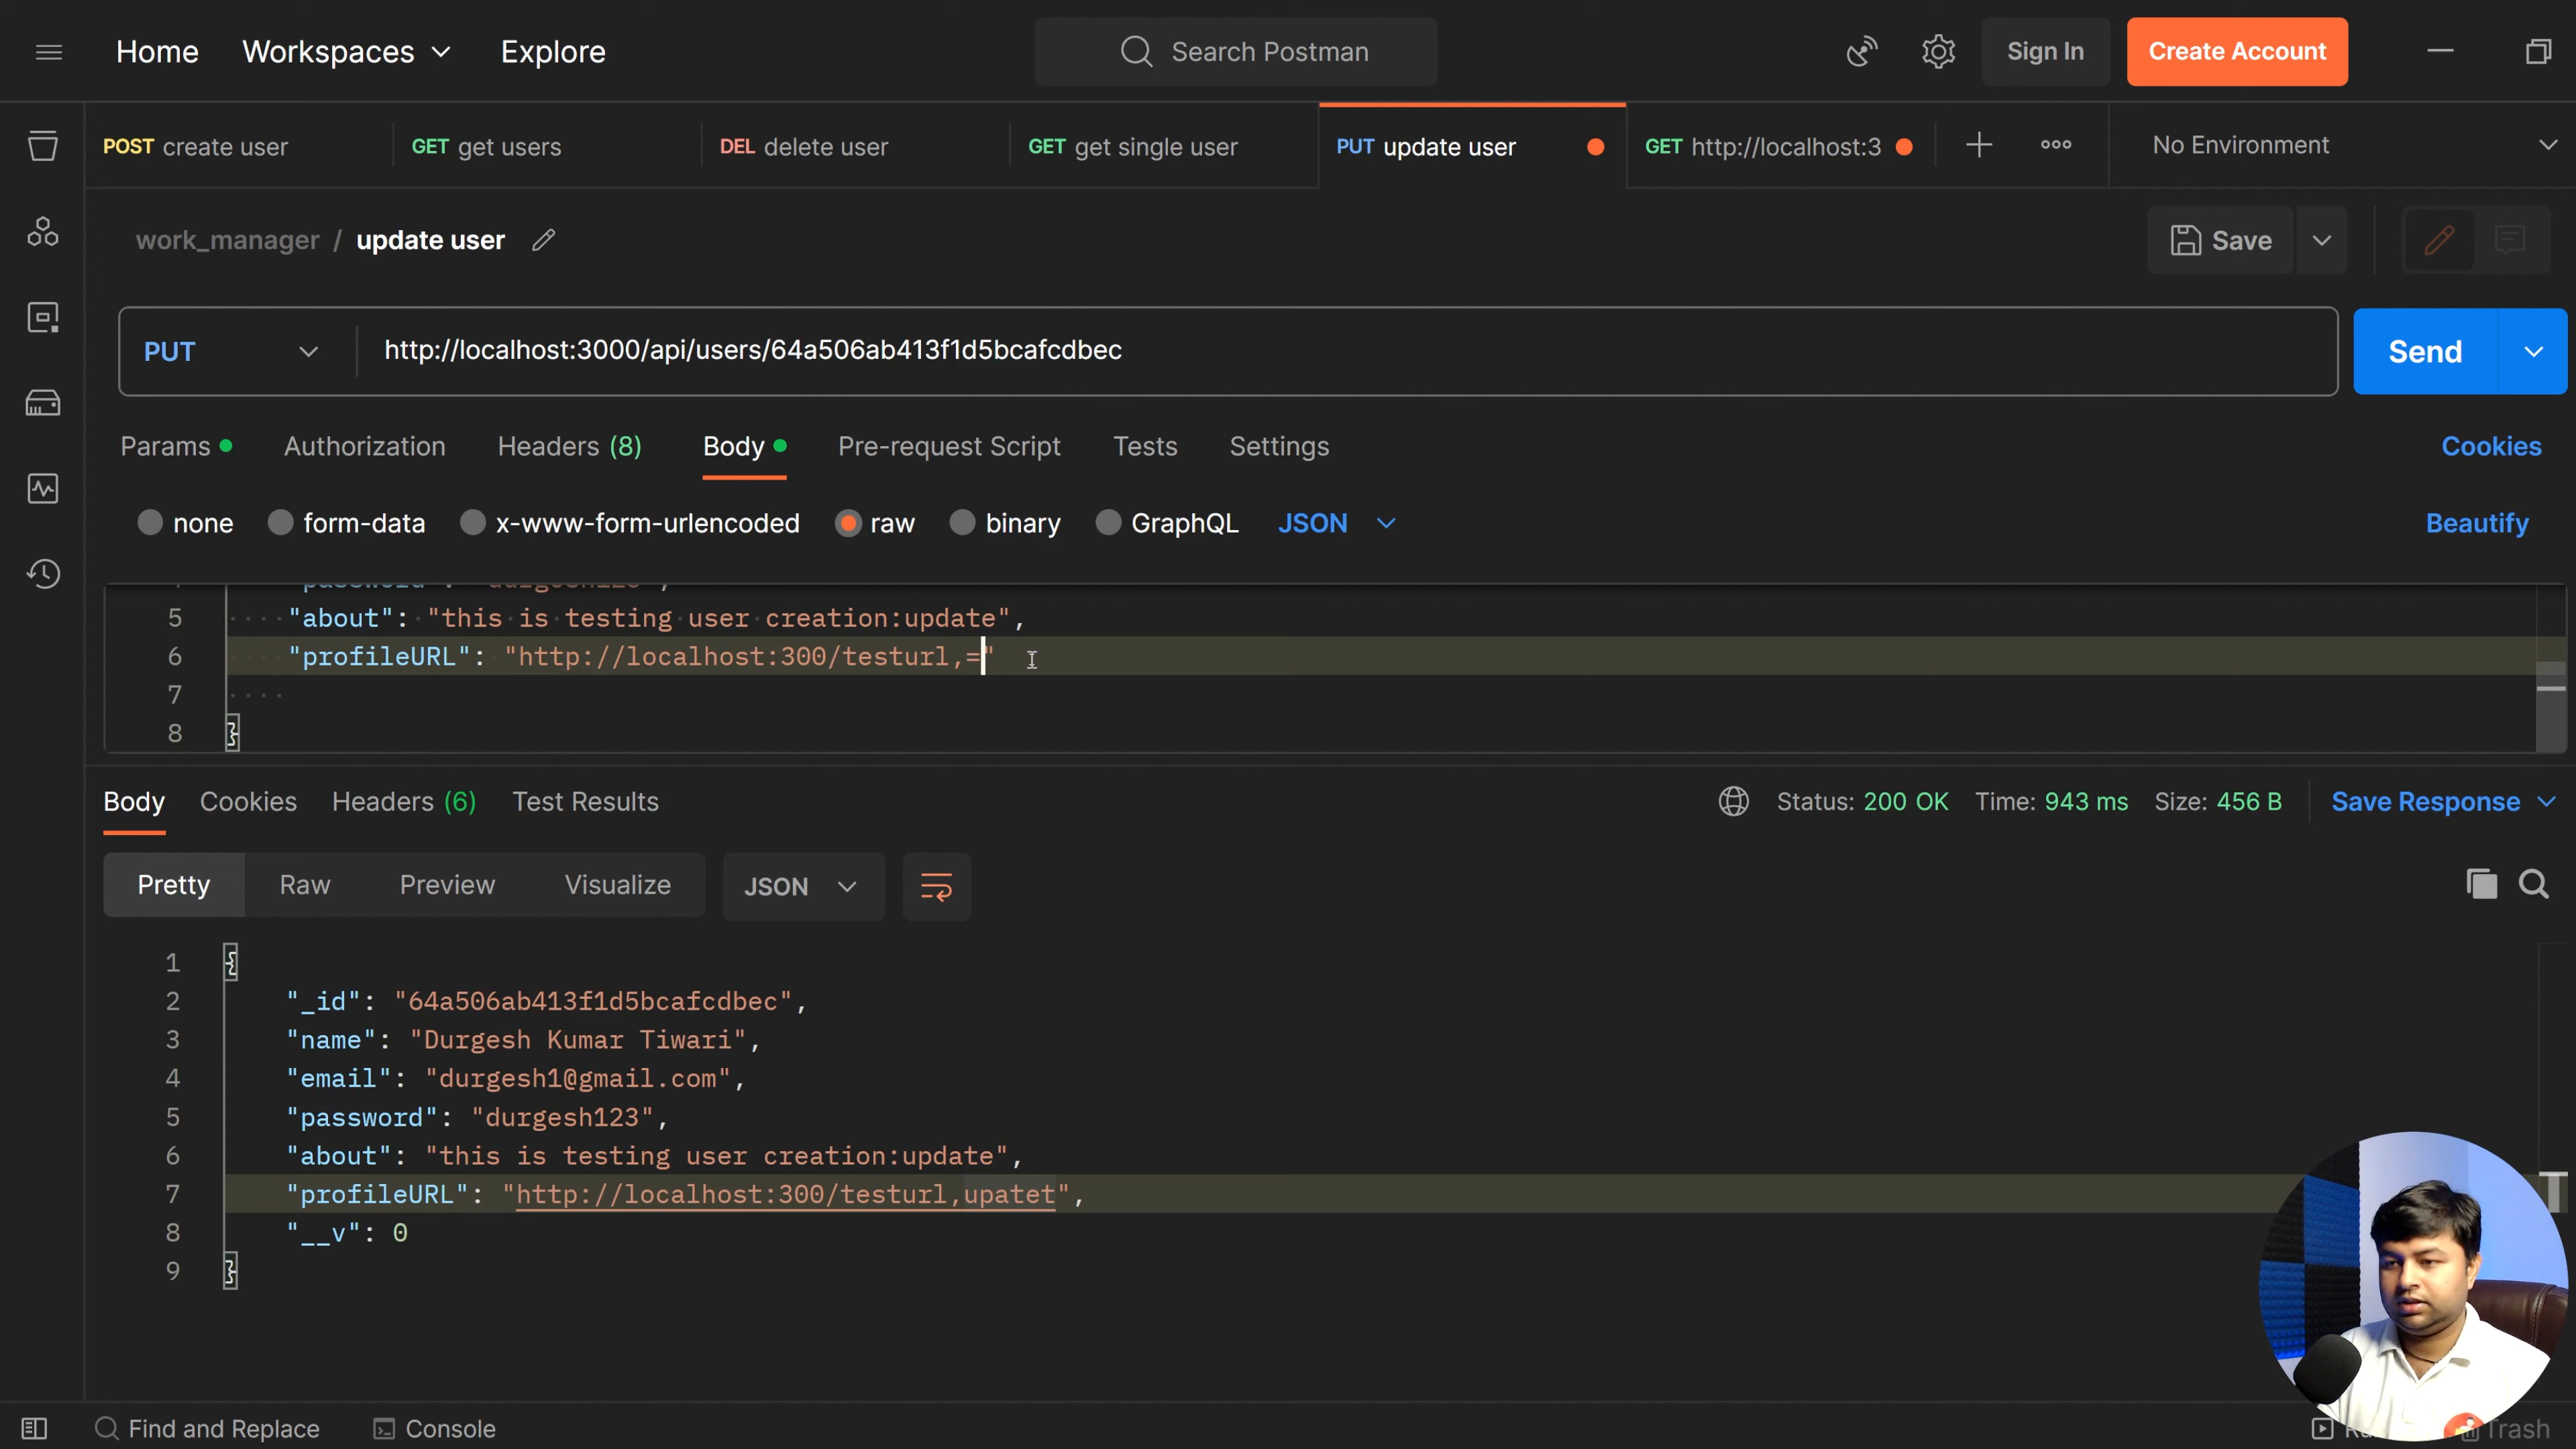 Home Workspaces Explore Search Postman Sign In Create Account
POST create user GET get users DEL delete user GET get single user PUT update user GET http://localhost:3 No Environment
work_manager / update user Save
PUT http://localhost:3000/api/users/64a506ab413f1d5bcafcdbec Send
Params Authorization Headers (8) Body Pre-request Script Tests Settings Cookies
none form-data x-www-form-urlencoded raw binary GraphQL JSON Beautify
5 "about": "this is testing user creation:update",
6 "profileURL": "http://localhost:300/testurl,="
7
8 }
Body Cookies Headers (6) Test Results Status: 200 OK Time: 943 ms Size: 456 B Save Response
Pretty Raw Preview Visualize JSON
1 {
2 "_id": "64a506ab413f1d5bcafcdbec",
3 "name": "Durgesh Kumar Tiwari",
4 "email": "durgesh1@gmail.com",
5 "password": "durgesh123",
6 "about": "this is testing user creation:update",
7 "profileURL": "http://localhost:300/testurl,upatet",
8 "__v": 0
9 }
Find and Replace Console Trash